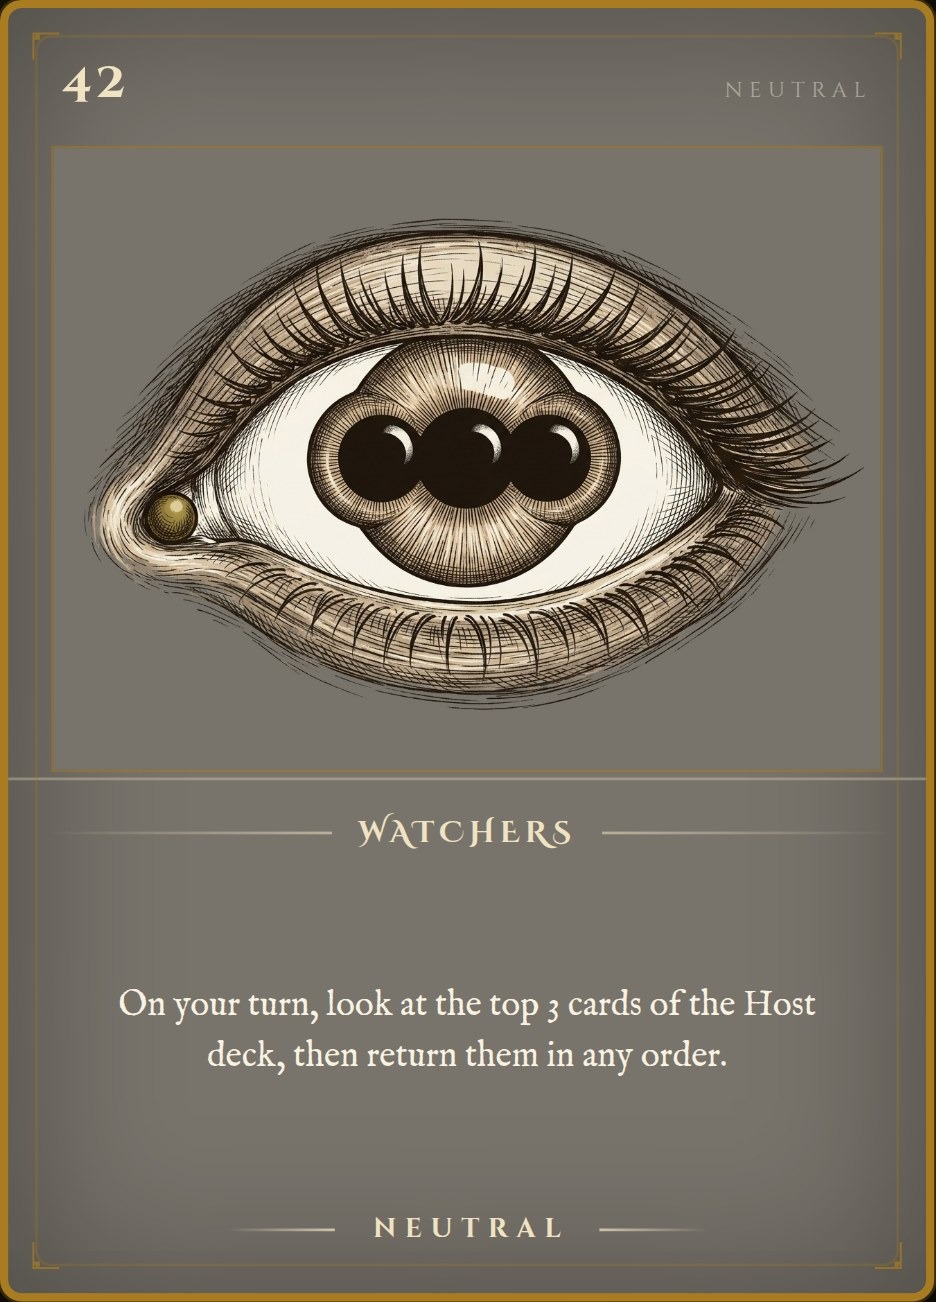 42
NEUTRAL
WATCHERS
On your turn, look at the top 3 cards of the Host
deck, then return them in any order.
NEUTRAL